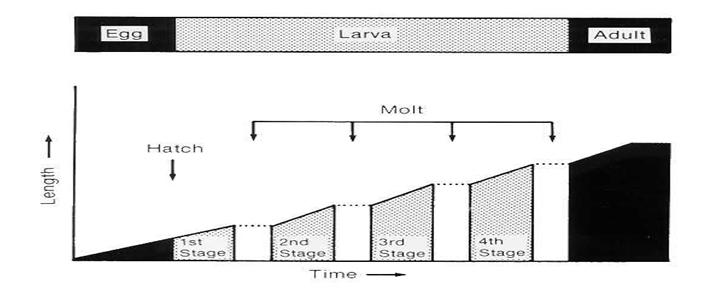 Egg
Larva
Adult
Molt
Hatch
Length
1st
Stage
2nd
Stage
3rd
Stage
4th
Stage
Time